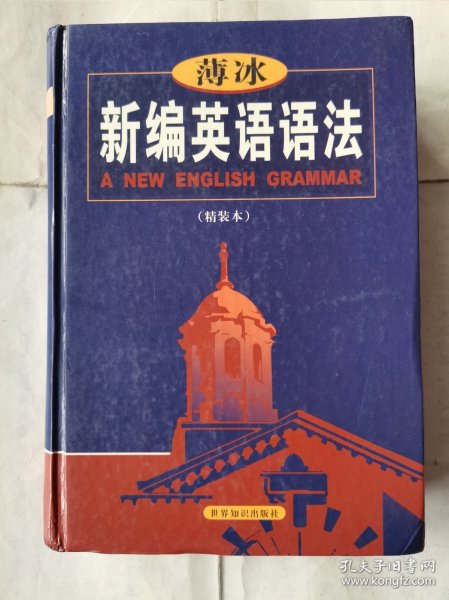 薄冰
新编英语语法
A NEW ENGLISH GRAMMAR
（精装本）
世界知识出版社
孔夫子旧书网
www.kongfz.com